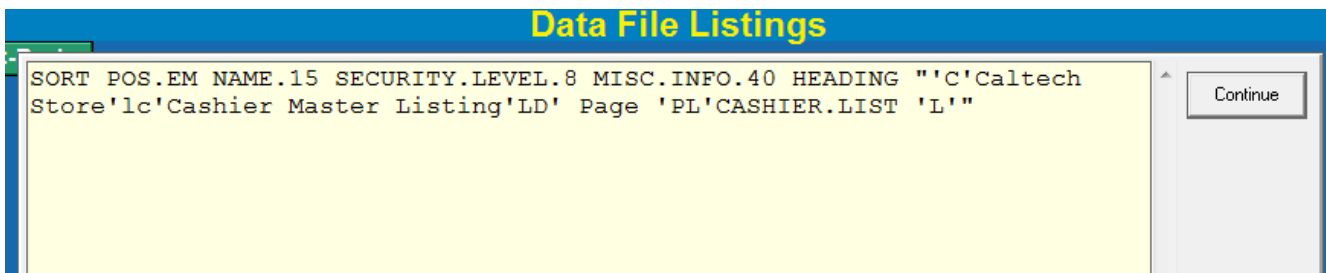 Data File Listings
SORT POS.EM NAME.15 SECURITY.LEVEL.8 MISC.INFO.40 HEADING "'C'Caltech
Store'lc'Cashier Master Listing'LD' Page 'PL'CASHIER.LIST 'L'"
Continue